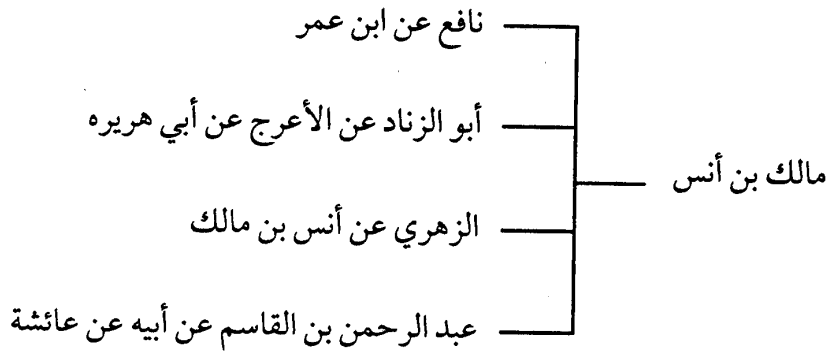 نافع عن ابن عمر
أبو الزناد عن الأعرج عن أبي هريره
مالك بن أنس
الزهري عن أنس بن مالك
عبد الرحمن بن القاسم عن أبيه عن عائشة